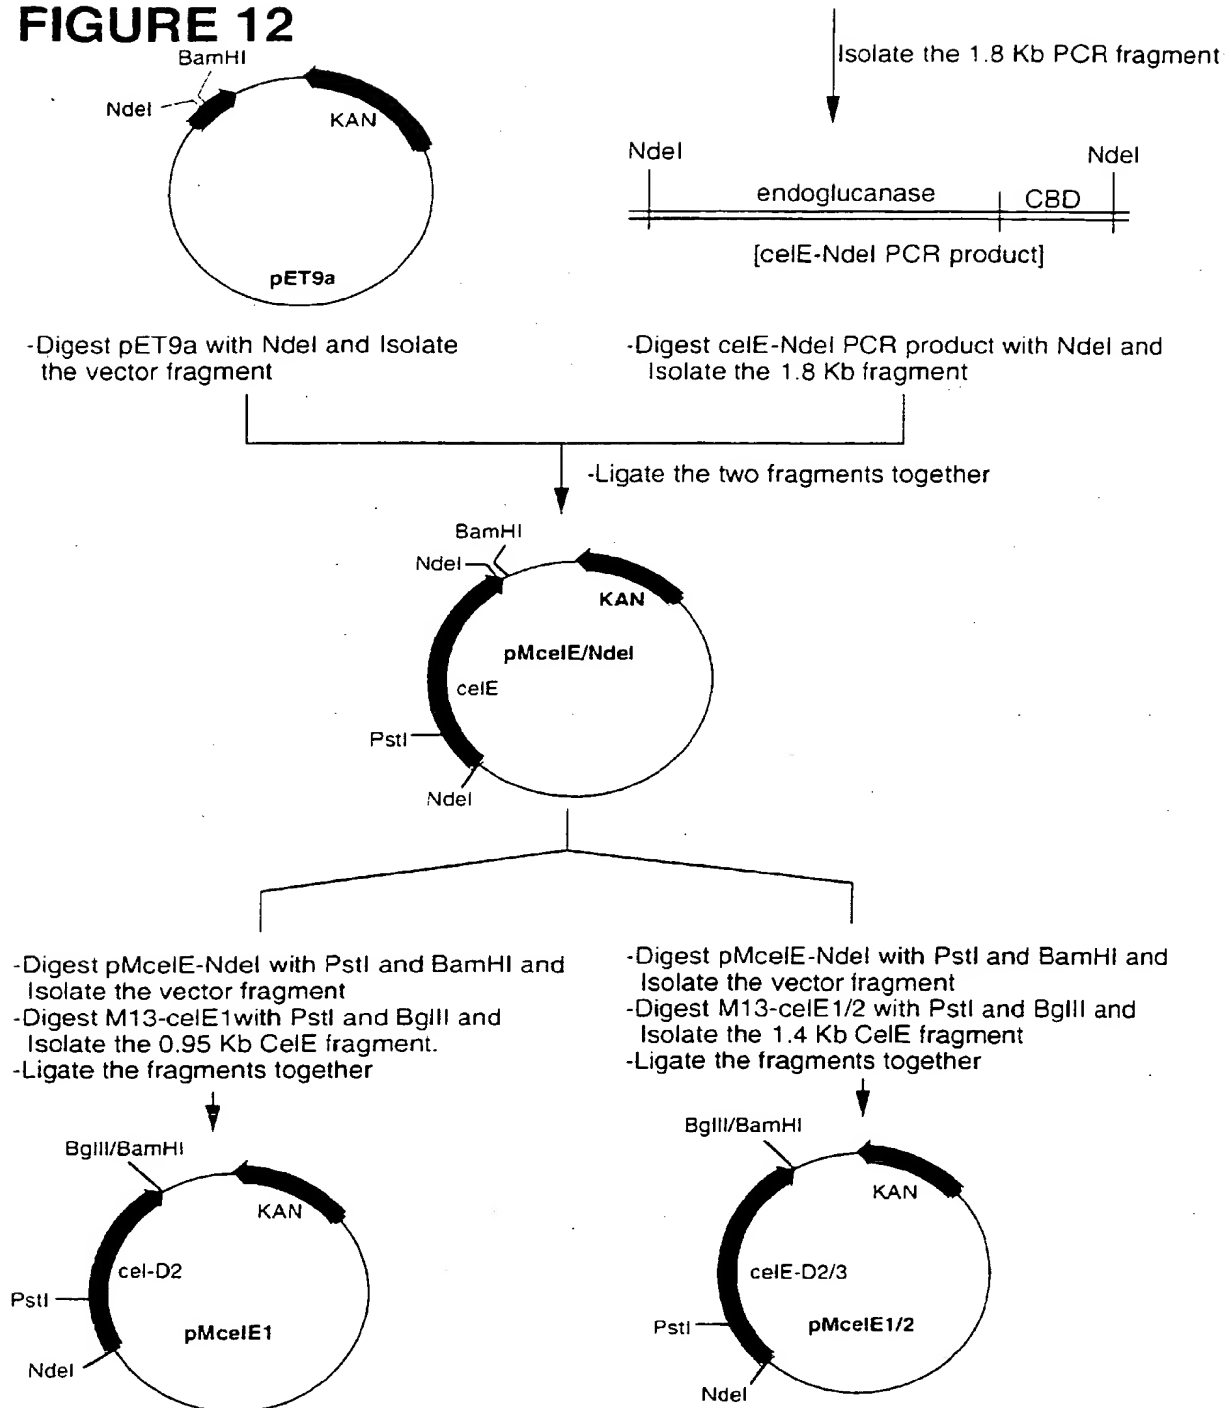 FIGURE 12
BamHI
NdeI
KAN
pET9a
Isolate the 1.8 Kb PCR fragment
NdeI
NdeI
endoglucanase
CBD
[celE-NdeI PCR product]
-Digest pET9a with NdeI and Isolate
the vector fragment
-Digest celE-NdeI PCR product with NdeI and
Isolate the 1.8 Kb fragment
-Ligate the two fragments together
BamHI
NdeI
KAN
pMcelE/NdeI
celE
PstI
NdeI
-Digest pMcelE-NdeI with PstI and BamHI and
Isolate the vector fragment
-Digest M13-celE1with PstI and BglII and
Isolate the 0.95 Kb CelE fragment.
-Ligate the fragments together
-Digest pMcelE-NdeI with PstI and BamHI and
Isolate the vector fragment
-Digest M13-celE1/2 with PstI and BglII and
Isolate the 1.4 Kb CelE fragment
-Ligate the fragments together
BglII/BamHI
KAN
cel-D2
PstI
pMcelE1
NdeI
BglII/BamHI
KAN
celE-D2/3
PstI
pMcelE1/2
NdeI